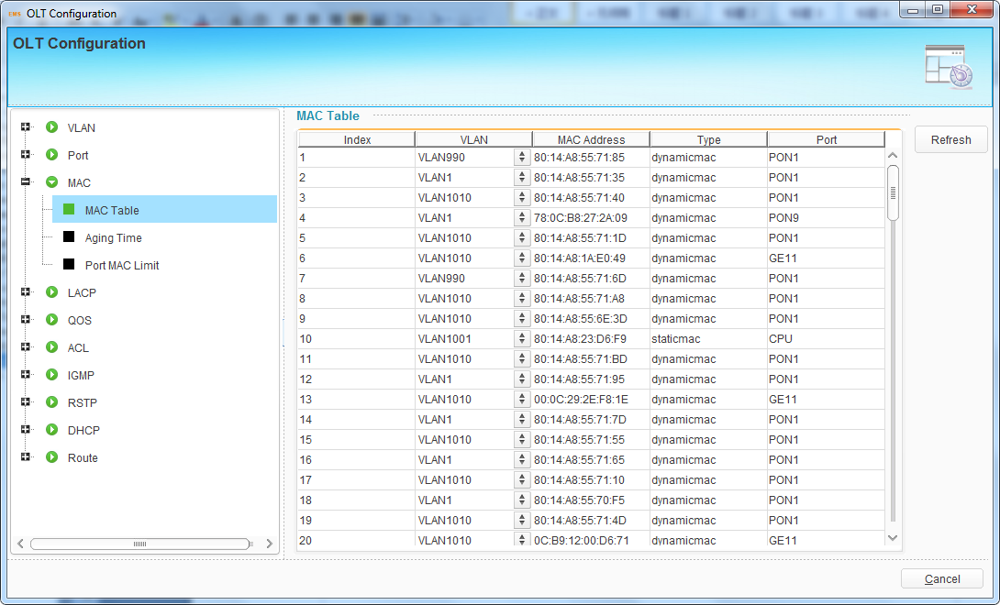 EMS OLT Configuration
OLT Configuration
VLAN
Port
MAC
MAC Table
Aging Time
Port MAC Limit
LACP
QOS
ACL
IGMP
RSTP
DHCP
Route
MAC Table
Index VLAN MAC Address Type Port
1 VLAN990 80:14:A8:55:71:85 dynamicmac PON1
2 VLAN1 80:14:A8:55:71:35 dynamicmac PON1
3 VLAN1010 80:14:A8:55:71:40 dynamicmac PON1
4 VLAN1 78:0C:B8:27:2A:09 dynamicmac PON9
5 VLAN1010 80:14:A8:55:71:1D dynamicmac PON1
6 VLAN1010 80:14:A8:1A:E0:49 dynamicmac GE11
7 VLAN990 80:14:A8:55:71:6D dynamicmac PON1
8 VLAN1010 80:14:A8:55:71:A8 dynamicmac PON1
9 VLAN1010 80:14:A8:55:6E:3D dynamicmac PON1
10 VLAN1001 80:14:A8:23:D6:F9 staticmac CPU
11 VLAN1010 80:14:A8:55:71:BD dynamicmac PON1
12 VLAN1 80:14:A8:55:71:95 dynamicmac PON1
13 VLAN1010 00:0C:29:2E:F8:1E dynamicmac GE11
14 VLAN1 80:14:A8:55:71:7D dynamicmac PON1
15 VLAN1010 80:14:A8:55:71:55 dynamicmac PON1
16 VLAN1 80:14:A8:55:71:65 dynamicmac PON1
17 VLAN1010 80:14:A8:55:71:10 dynamicmac PON1
18 VLAN1 80:14:A8:55:70:F5 dynamicmac PON1
19 VLAN1010 80:14:A8:55:71:4D dynamicmac PON1
20 VLAN1010 0C:B9:12:00:D6:71 dynamicmac GE11
Refresh
Cancel